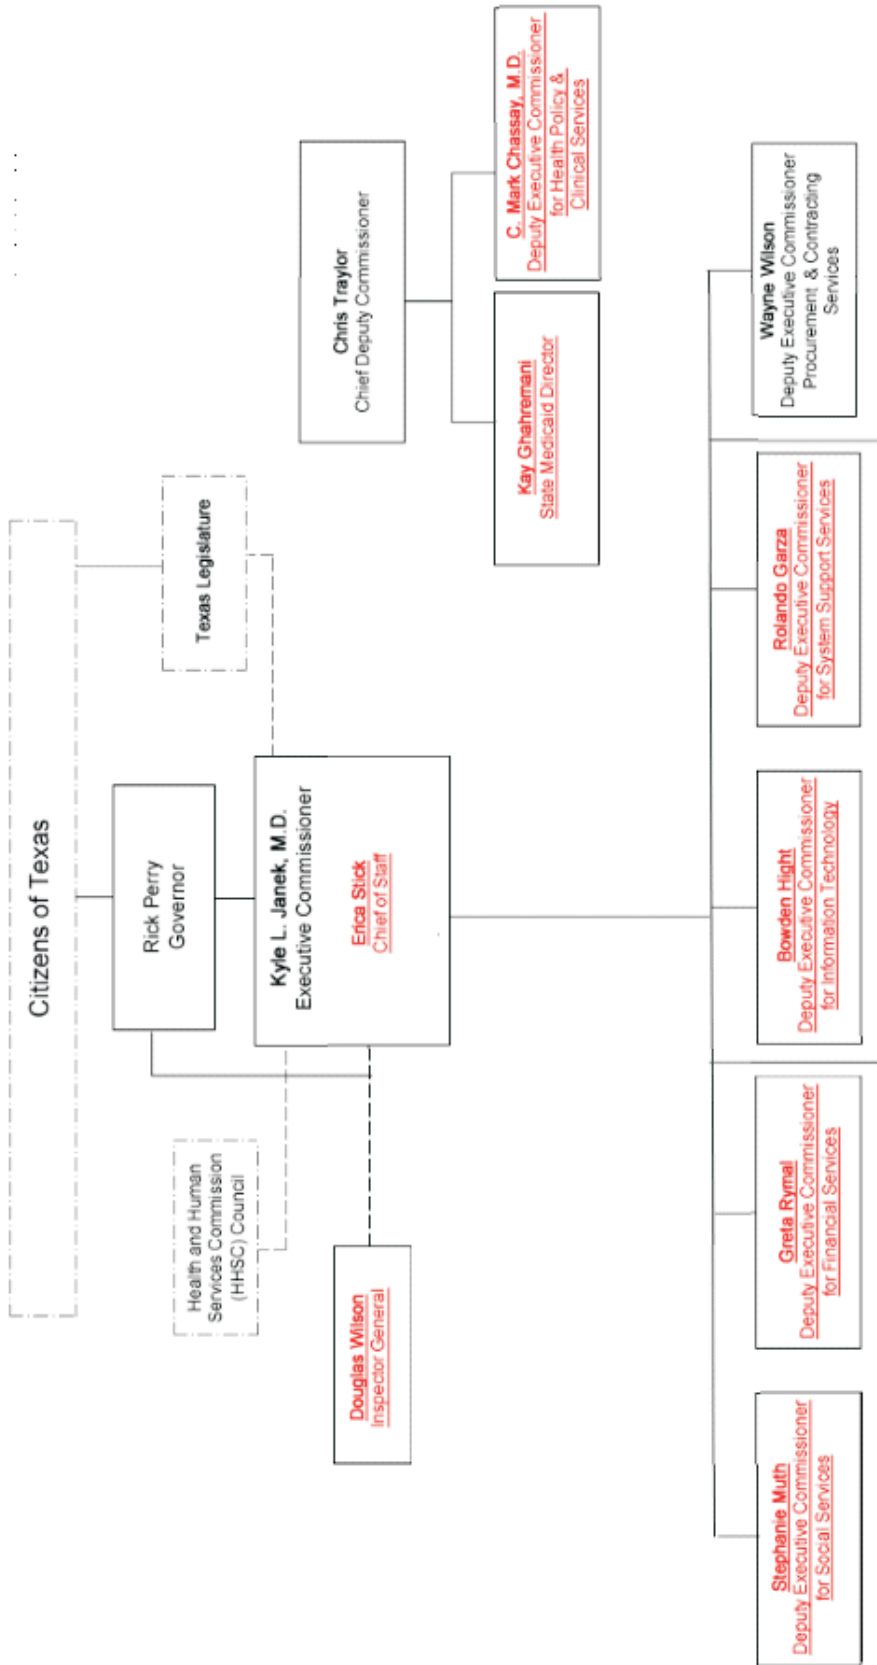 Citizens of Texas
Rick Perry
Governor
Texas Legislature
Health and Human
Services Commission
(HHSC) Council
Kyle L. Janek, M.D.
Executive Commissioner
Erica Stick
Chief of Staff
Douglas Wilson
Inspector General
Chris Traylor
Chief Deputy Commissioner
Kay Ghahremani
State Medicaid Director
C. Mark Chassay, M.D.
Deputy Executive Commissioner
for Health Policy &
Clinical Services
Stephanie Muth
Deputy Executive Commissioner
for Social Services
Greta Rymal
Deputy Executive Commissioner
for Financial Services
Bowden Hight
Deputy Executive Commissioner
for Information Technology
Rolando Garza
Deputy Executive Commissioner
for System Support Services
Wayne Wilson
Deputy Executive Commissioner
Procurement & Contracting
Services